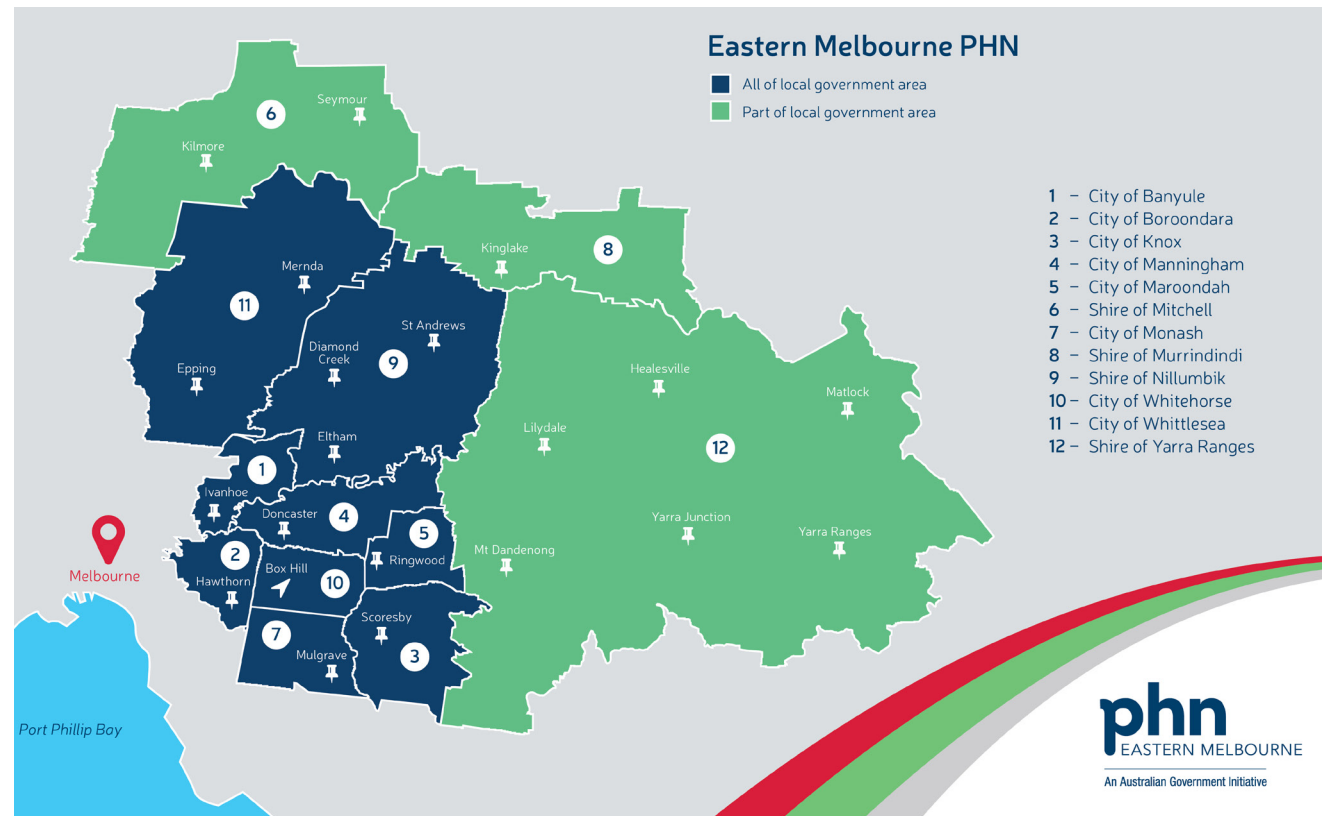 Eastern Melbourne PHN
All of local government area
Part of local government area
1 – City of Banyule
2 – City of Boroondara
3 – City of Knox
4 – City of Manningham
5 – City of Maroondah
6 – Shire of Mitchell
7 – City of Monash
8 – Shire of Murrindindi
9 – Shire of Nillumbik
10 – City of Whitehorse
11 – City of Whittlesea
12 – Shire of Yarra Ranges
Seymour
6
Kilmore
Kinglake
8
Mernda
11
St Andrews
Diamond
Creek
9
Epping
Healesville
Matlock
Lilydale
12
Eltham
1
Ivanhoe
Doncaster
4
Yarra Junction
Yarra Ranges
5
Mt Dandenong
2
Ringwood
Box Hill
10
Hawthorn
Melbourne
Scoresby
7
3
Mulgrave
Port Phillip Bay
phn
EASTERN MELBOURNE
An Australian Government Initiative